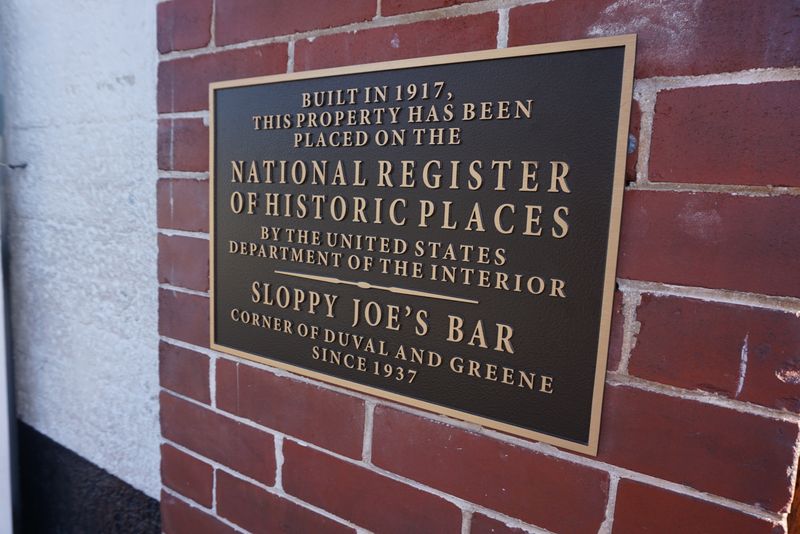 BUILT IN 1917,
THIS PROPERTY HAS BEEN
PLACED ON THE
NATIONAL REGISTER
OF HISTORIC PLACES
BY THE UNITED STATES
DEPARTMENT OF THE INTERIOR
SLOPPY JOE'S BAR
CORNER OF DUVAL AND GREENE
SINCE 1937